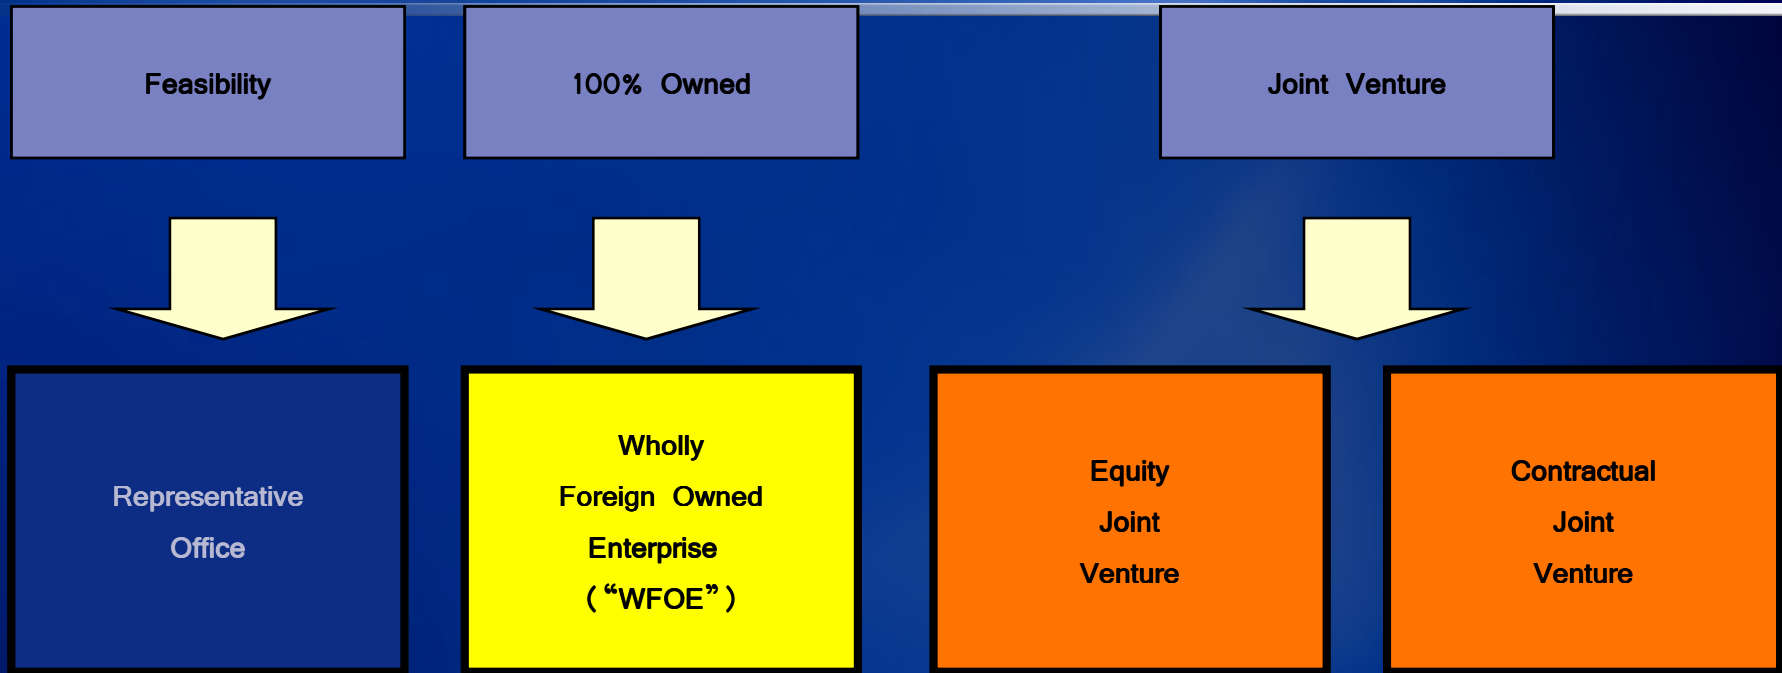 Feasibility
100% Owned
Joint Venture
Representative
Office
Wholly
Foreign Owned
Enterprise
(“WFOE”)
Equity
Joint
Venture
Contractual
Joint
Venture